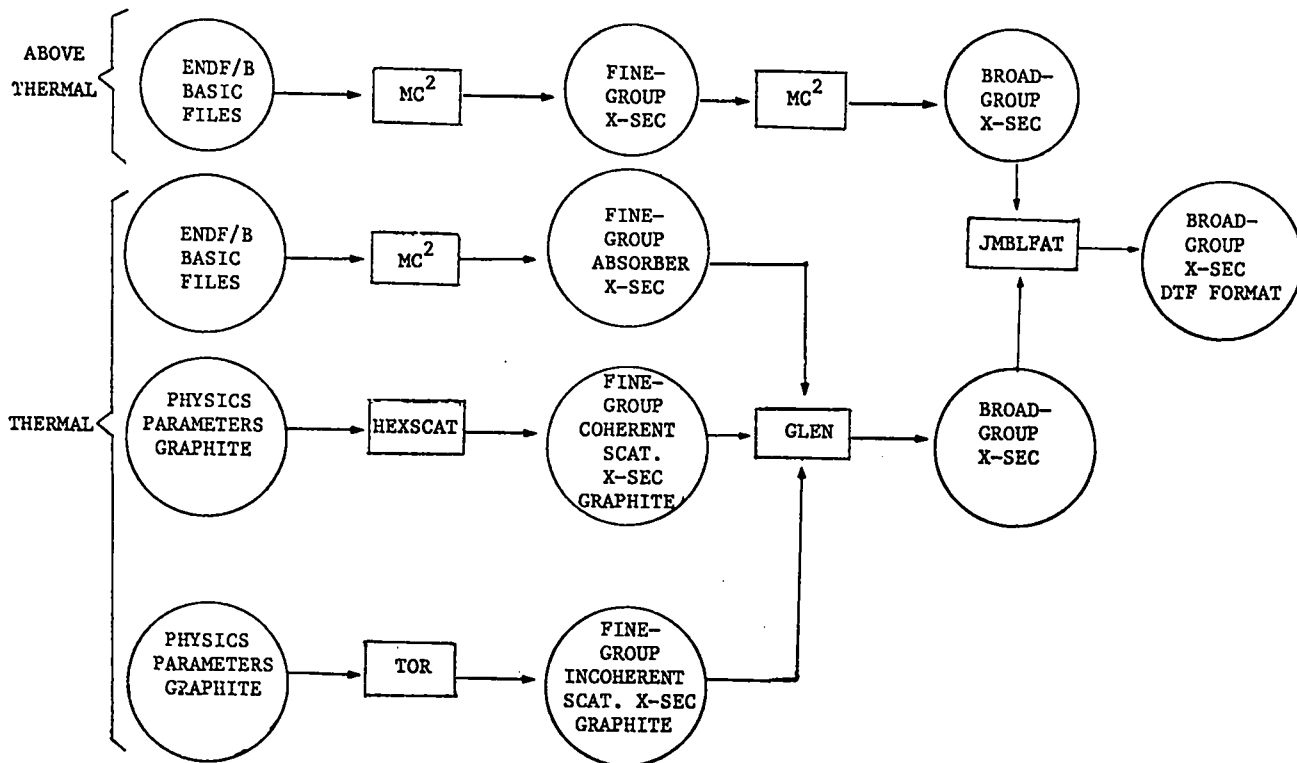 ABOVE
THERMAL
ENDF/B
BASIC
FILES
MC²
FINE-
GROUP
X-SEC
MC²
BROAD-
GROUP
X-SEC
THERMAL
ENDF/B
BASIC
FILES
MC²
FINE-
GROUP
ABSORBER
X-SEC
JMBLFAT
BROAD-
GROUP
X-SEC
DTF FORMAT
PHYSICS
PARAMETERS
GRAPHITE
HEXSCAT
FINE-
GROUP
COHERENT
SCAT.
X-SEC
GRAPHITE
GLEN
BROAD-
GROUP
X-SEC
PHYSICS
PARAMETERS
G?APHITE
TOR
FINE-
GROUP
INCOHERENT
SCAT. X-SEC
GRAPHITE